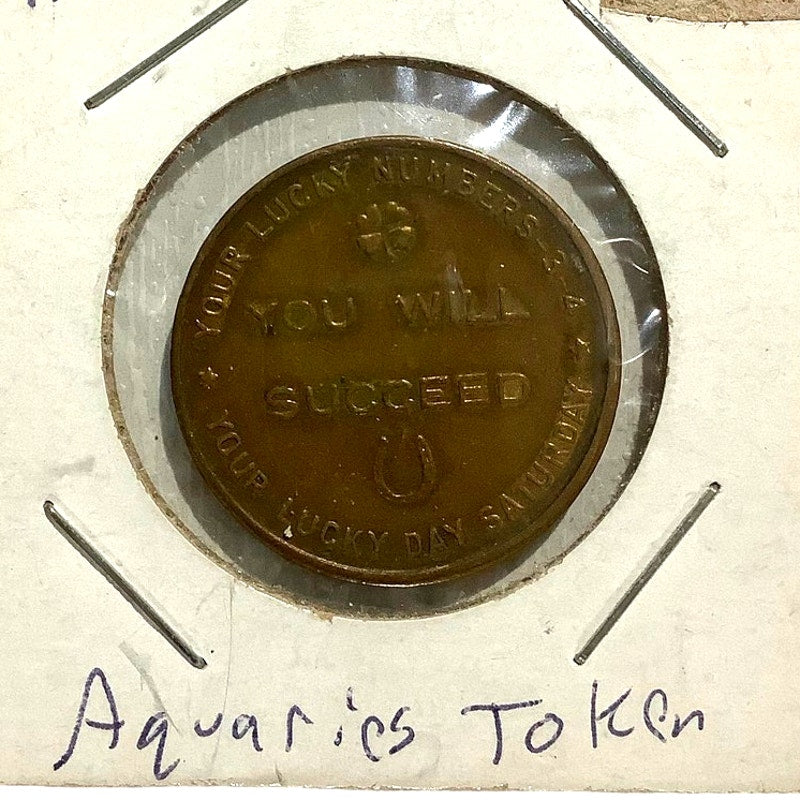 YOUR LUCKY NUMBERS-3-4
YOU WILL
SUCCEED
* YOUR LUCKY DAY SATURDAY *
Aquaries Token